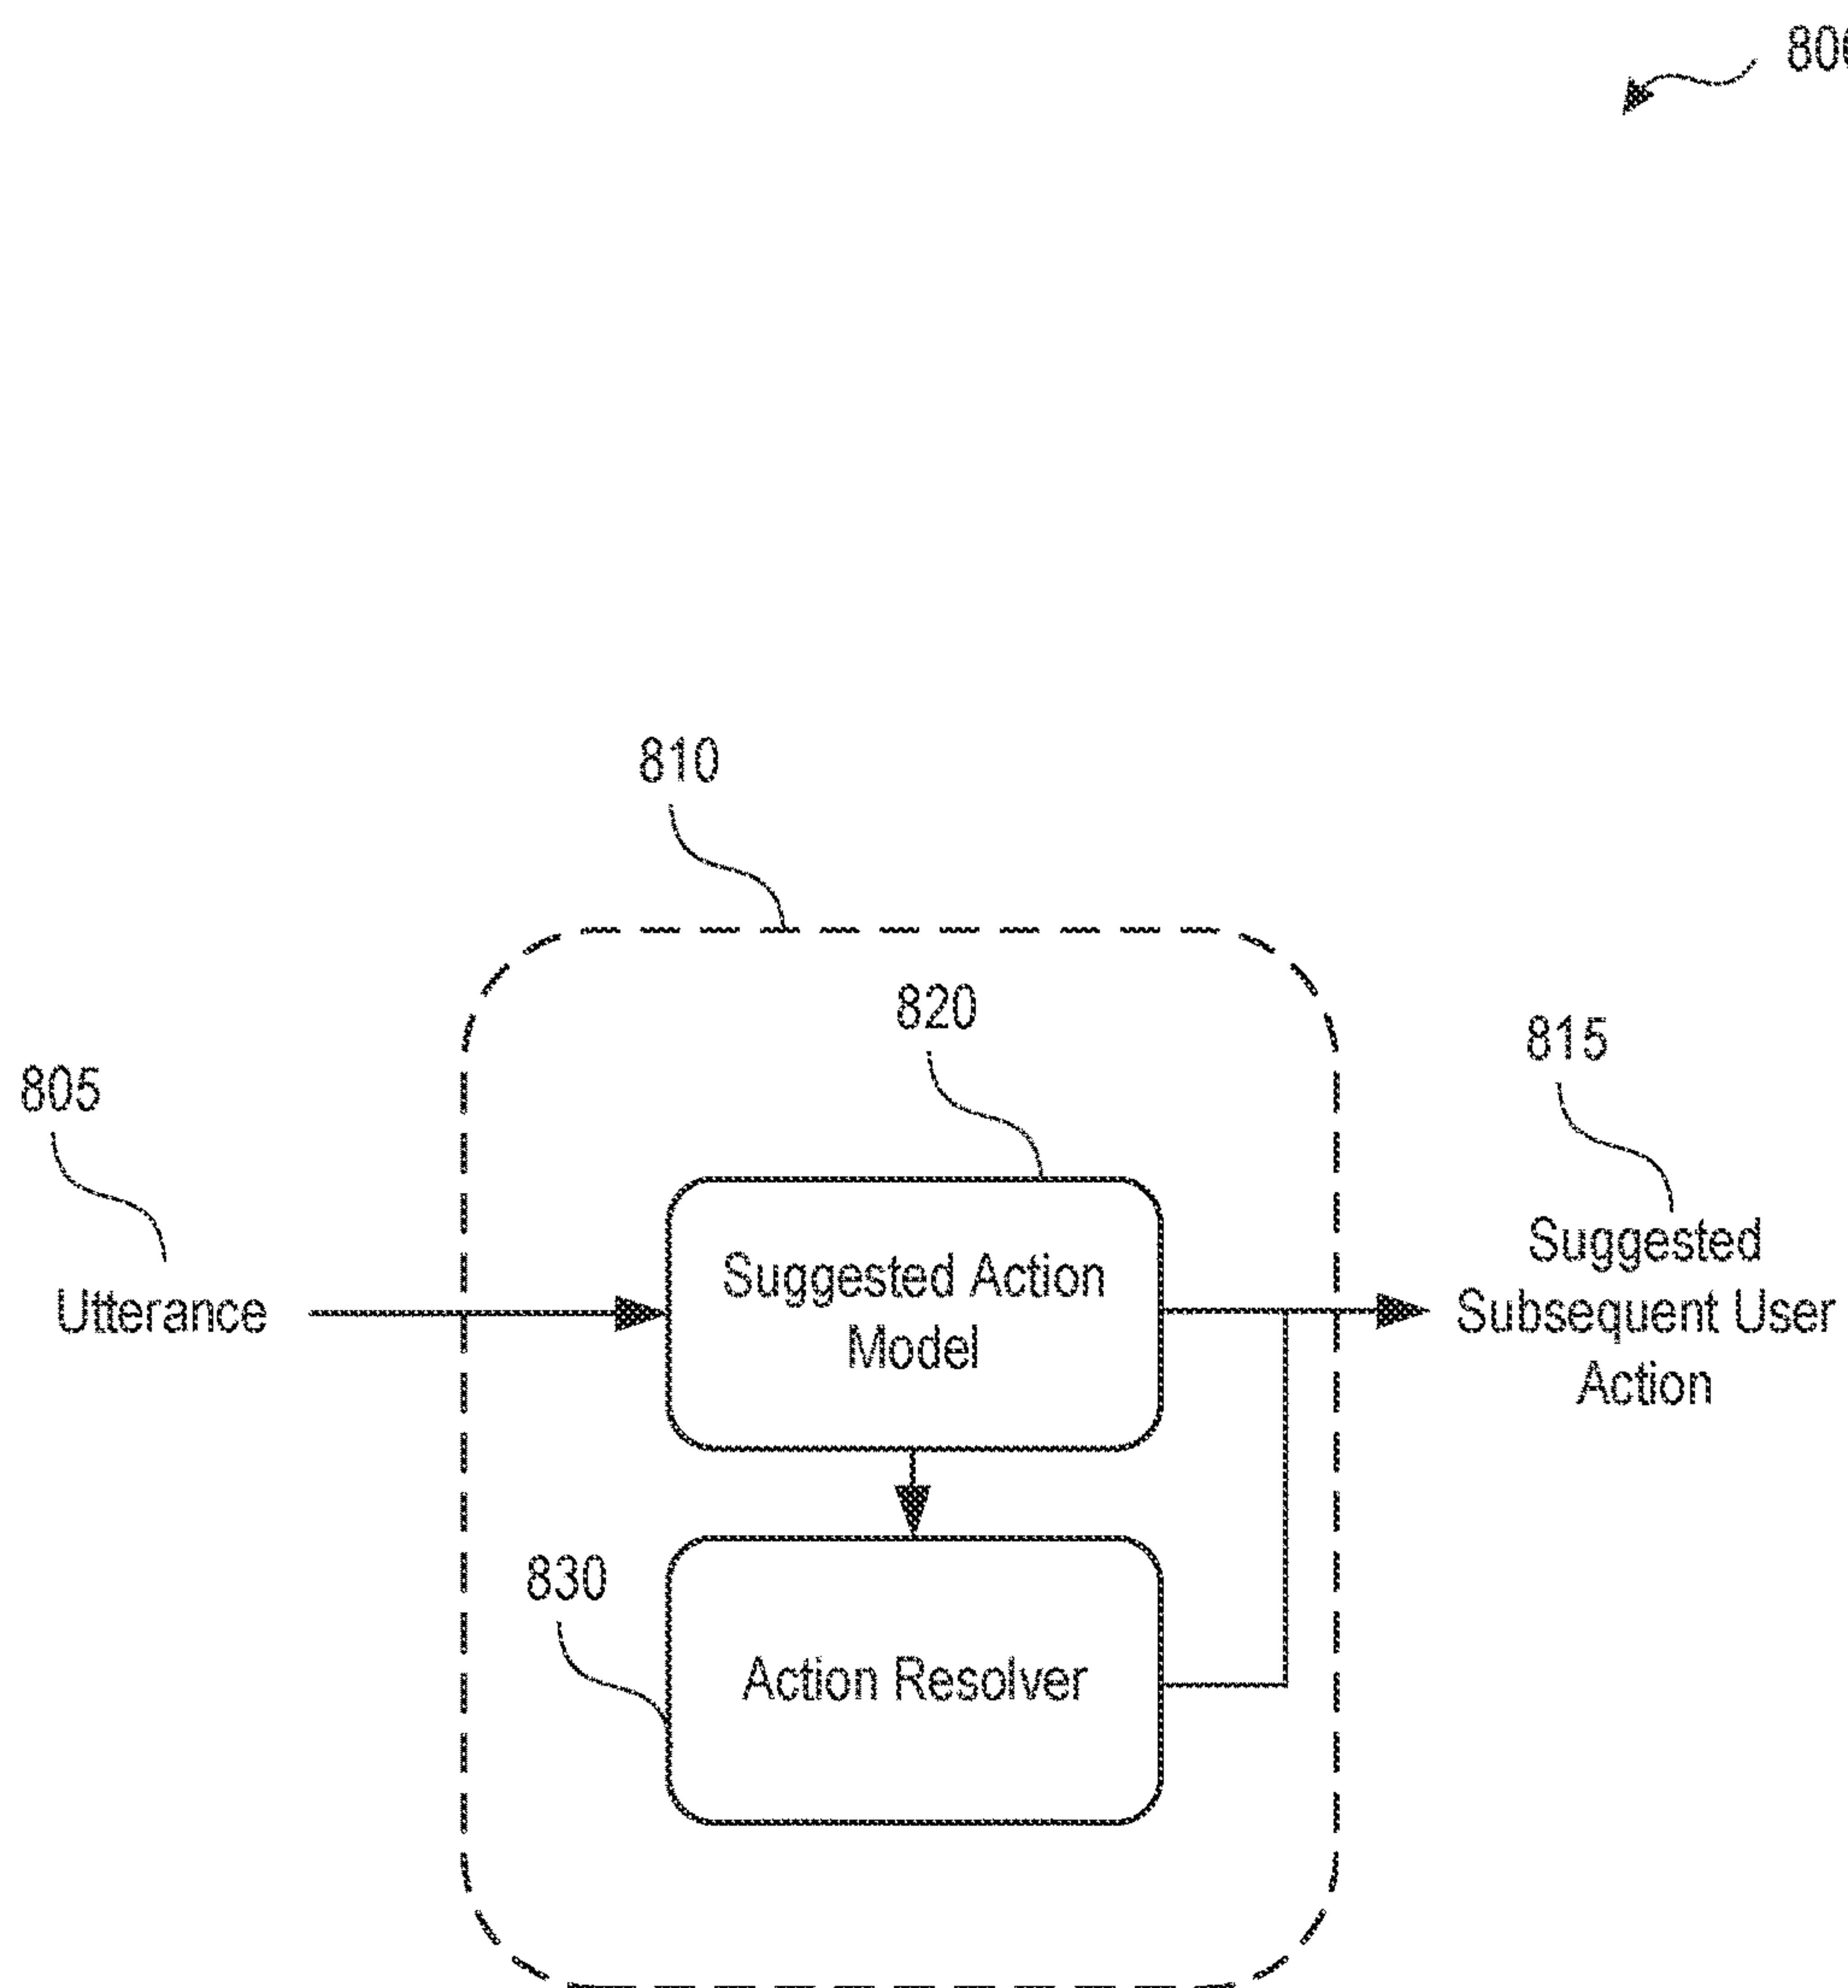 810
820
815
805
Suggested
Suggested Action
Utterance
Subsequent User
Model
Action
830
Action Resolver